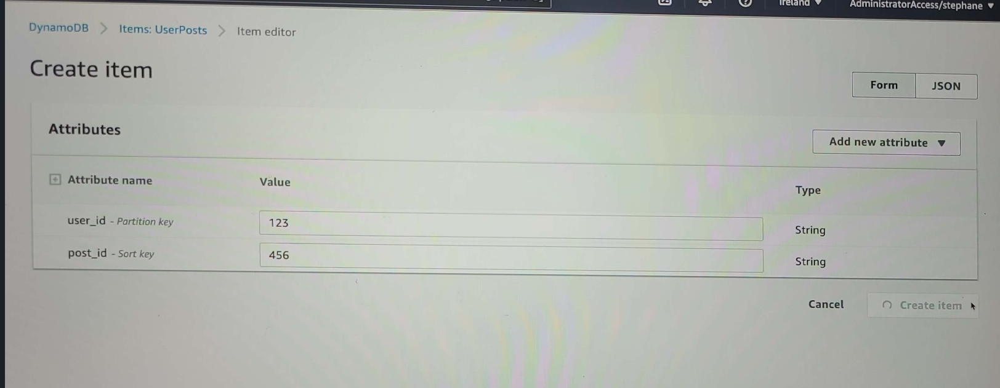 Ireland ▼ AdministratorAccess/stephane ▼
DynamoDB > Items: UserPosts > Item editor
Create item
Form JSON
Attributes
Add new attribute ▼
Attribute name Value Type
user_id - Partition key 123 String
post_id - Sort key 456 String
Cancel Create item